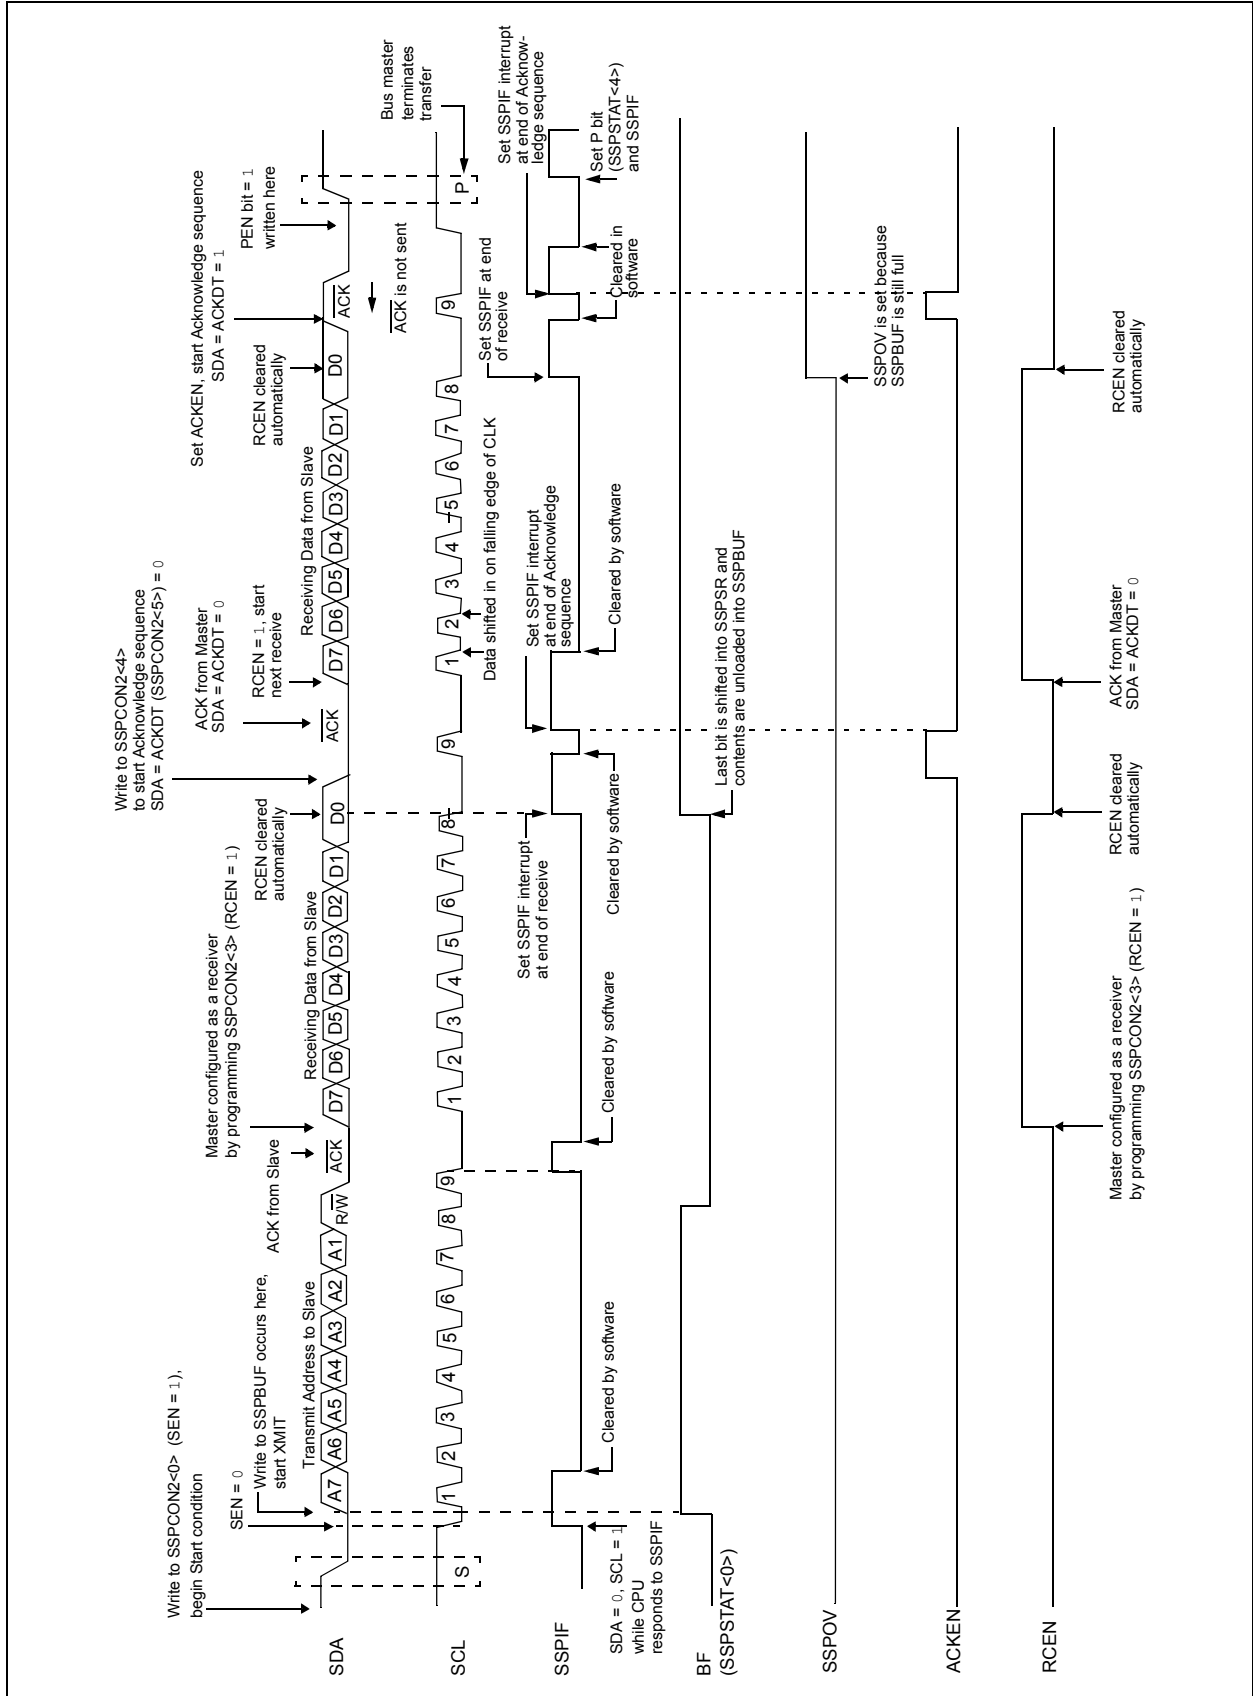 Write to SSPCON2<0> (SEN = 1),
begin Start condition
SEN = 0
Write to SSPBUF occurs here,
start XMIT
ACK from Slave
Master configured as a receiver
by programming SSPCON2<3> (RCEN = 1)
RCEN cleared
automatically
Write to SSPCON2<4>
to start Acknowledge sequence
SDA = ACKDT (SSPCON2<5>) = 0
ACK from Master
SDA = ACKDT = 0
RCEN = 1, start
next receive
RCEN cleared
automatically
Set ACKEN, start Acknowledge sequence
SDA = ACKDT = 1
PEN bit = 1
written here
Transmit Address to Slave
Receiving Data from Slave
Receiving Data from Slave
SDA
A7 A6 A5 A4 A3 A2 A1 R/W ACK D7 D6 D5 D4 D3 D2 D1 D0 ACK D7 D6 D5 D4 D3 D2 D1 D0 ACK
ACK is not sent
Bus master
terminates
transfer
SCL
S 1 2 3 4 5 6 7 8 9 1 2 3 4 5 6 7 8 9 1 2 3 4 5 6 7 8 9 P
Data shifted in on falling edge of CLK
Set SSPIF interrupt
at end of receive
Set SSPIF interrupt
at end of Acknowledge
sequence
Set SSPIF at end
of receive
Set SSPIF interrupt
at end of Acknow-
ledge sequence
SSPIF
SDA = 0, SCL = 1
while CPU
responds to SSPIF
Cleared by software
Cleared by software
Cleared by software
Cleared by software
Cleared in
software
Set P bit
(SSPSTAT<4>)
and SSPIF
BF
(SSPSTAT<0>)
Last bit is shifted into SSPSR and
contents are unloaded into SSPBUF
SSPOV
SSPOV is set because
SSPBUF is still full
ACKEN
RCEN
Master configured as a receiver
by programming SSPCON2<3> (RCEN = 1)
RCEN cleared
automatically
ACK from Master
SDA = ACKDT = 0
RCEN cleared
automatically